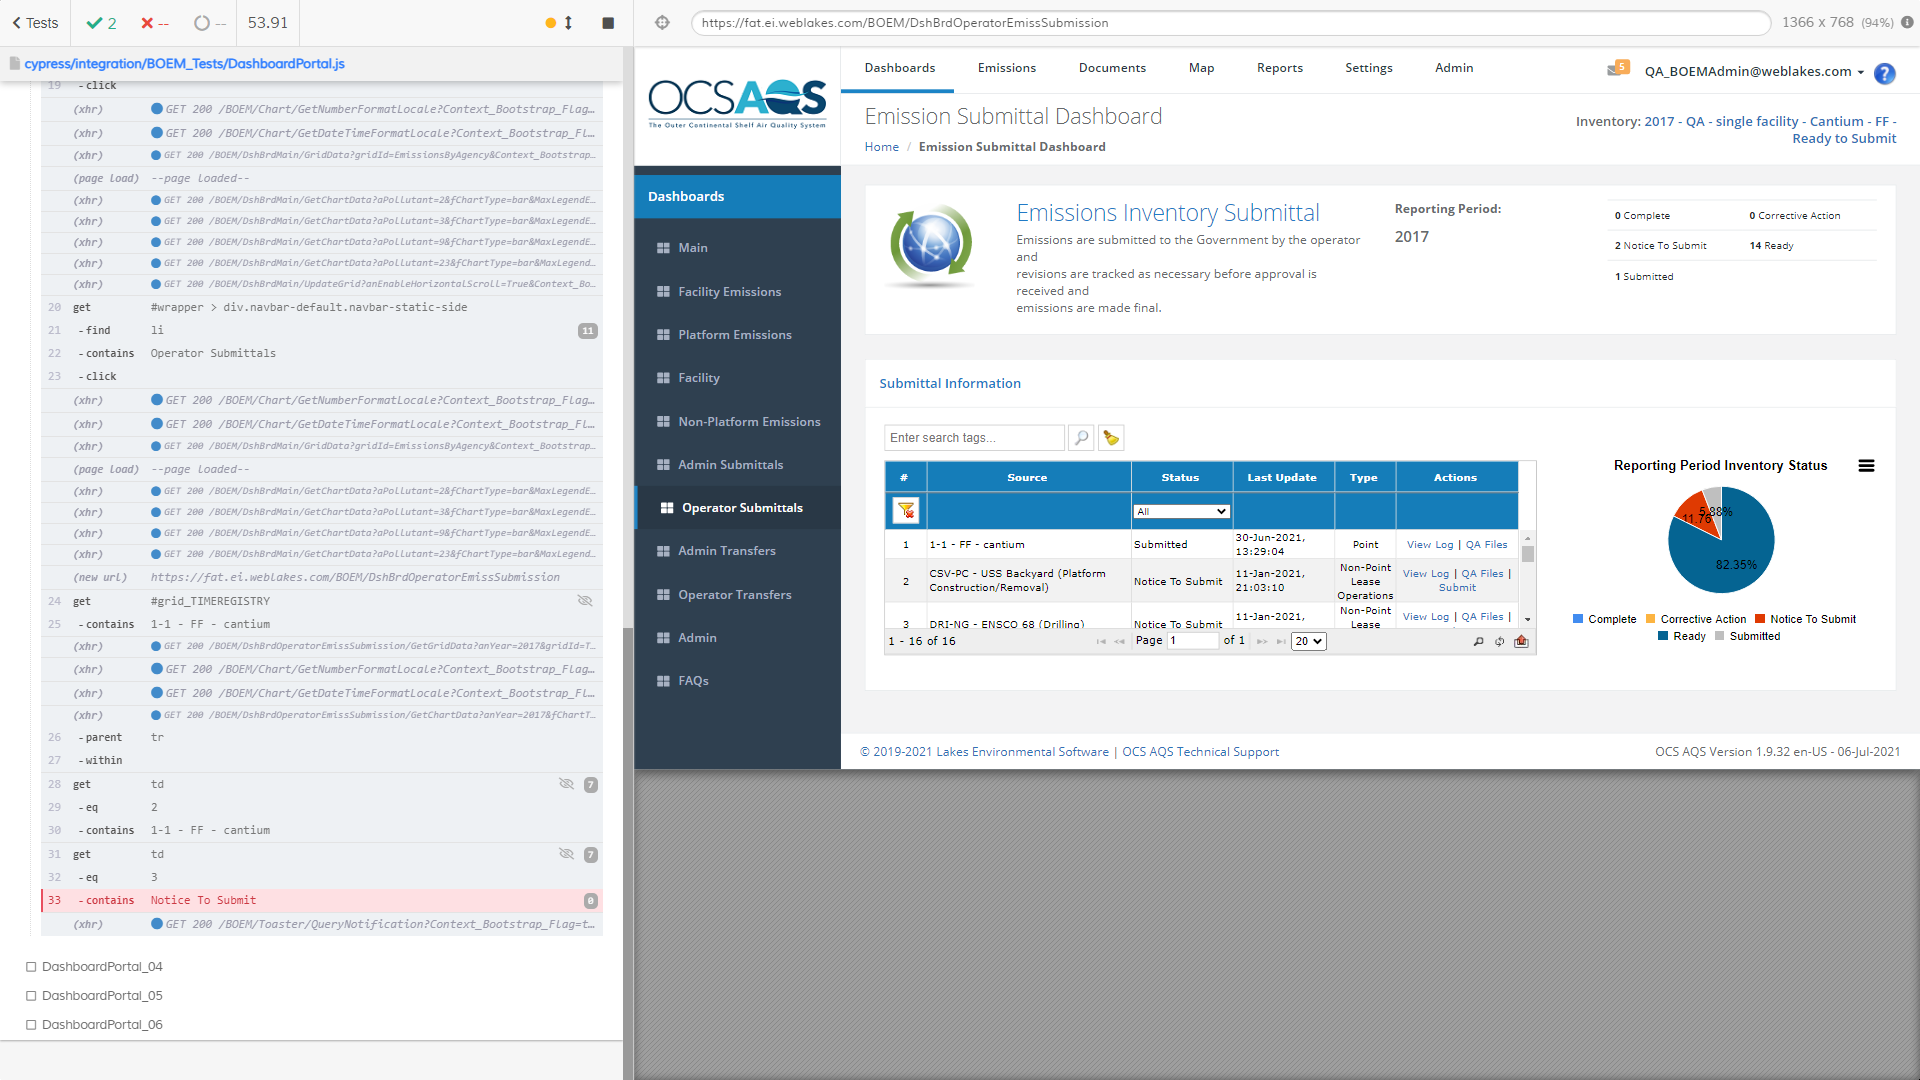 Tests
2
--
--
53.91
https://fat.ei.weblakes.com/BOEM/DshBrdOperatorEmissSubmission
1366 x 768 (94%)
cypress/integration/BOEM_Tests/DashboardPortal.js
19 -click
(xhr) GET 200 /BOEM/Chart/GetNumberFormatLocale?Context_Bootstrap_Flag…
(xhr) GET 200 /BOEM/Chart/GetDateTimeFormatLocale?Context_Bootstrap_Fl…
(xhr) GET 200 /BOEM/DshBrdMain/GridData?gridId=EmissionsByAgency&Context_Bootstrap…
(page load) --page loaded--
(xhr) GET 200 /BOEM/DshBrdMain/GetChartData?aPollutant=2&fChartType=bar&MaxLegendE…
(xhr) GET 200 /BOEM/DshBrdMain/GetChartData?aPollutant=3&fChartType=bar&MaxLegendE…
(xhr) GET 200 /BOEM/DshBrdMain/GetChartData?aPollutant=9&fChartType=bar&MaxLegendE…
(xhr) GET 200 /BOEM/DshBrdMain/GetChartData?aPollutant=23&fChartType=bar&MaxLegend…
(xhr) GET 200 /BOEM/DshBrdMain/UpdateGrid?anEnableHorizontalScroll=True&Context_Bo…
20 get #wrapper > div.navbar-default.navbar-static-side
21 -find li 11
22 -contains Operator Submittals
23 -click
(xhr) GET 200 /BOEM/Chart/GetNumberFormatLocale?Context_Bootstrap_Flag…
(xhr) GET 200 /BOEM/Chart/GetDateTimeFormatLocale?Context_Bootstrap_Fl…
(xhr) GET 200 /BOEM/DshBrdMain/GridData?gridId=EmissionsByAgency&Context_Bootstrap…
(page load) --page loaded--
(xhr) GET 200 /BOEM/DshBrdMain/GetChartData?aPollutant=2&fChartType=bar&MaxLegendE…
(xhr) GET 200 /BOEM/DshBrdMain/GetChartData?aPollutant=3&fChartType=bar&MaxLegendE…
(xhr) GET 200 /BOEM/DshBrdMain/GetChartData?aPollutant=9&fChartType=bar&MaxLegendE…
(xhr) GET 200 /BOEM/DshBrdMain/GetChartData?aPollutant=23&fChartType=bar&MaxLegend…
(new url) https://fat.ei.weblakes.com/BOEM/DshBrdOperatorEmissSubmission
24 get #grid_TIMEREGISTRY
25 -contains 1-1 - FF - cantium
(xhr) GET 200 /BOEM/DshBrdOperatorEmissSubmission/GetGridData?anYear=2017&gridId=T…
(xhr) GET 200 /BOEM/Chart/GetNumberFormatLocale?Context_Bootstrap_Flag…
(xhr) GET 200 /BOEM/Chart/GetDateTimeFormatLocale?Context_Bootstrap_Fl…
(xhr) GET 200 /BOEM/DshBrdOperatorEmissSubmission/GetChartData?anYear=2017&fChartT…
26 -parent tr
27 -within
28 get td 7
29 -eq 2
30 -contains 1-1 - FF - cantium
31 get td 7
32 -eq 3
33 -contains Notice To Submit 0
(xhr) GET 200 /BOEM/Toaster/QueryNotification?Context_Bootstrap_Flag=t…
DashboardPortal_04
DashboardPortal_05
DashboardPortal_06
OCSAQS
The Outer Continental Shelf Air Quality System
Dashboards
Main
Facility Emissions
Platform Emissions
Facility
Non-Platform Emissions
Admin Submittals
Operator Submittals
Admin Transfers
Operator Transfers
Admin
FAQs
Dashboards Emissions Documents Map Reports Settings Admin
5 QA_BOEMAdmin@weblakes.com ?
Emission Submittal Dashboard
Home / Emission Submittal Dashboard
Inventory: 2017 - QA - single facility - Cantium - FF -
Ready to Submit
Emissions Inventory Submittal
Emissions are submitted to the Government by the operator
and
revisions are tracked as necessary before approval is
received and
emissions are made final.
Reporting Period:
2017
0 Complete 0 Corrective Action
2 Notice To Submit 14 Ready
1 Submitted
Submittal Information
Enter search tags...
# Source Status Last Update Type Actions
All
1 1-1 - FF - cantium Submitted 30-Jun-2021, 13:29:04 Point View Log | QA Files
2 CSV-PC - USS Backyard (Platform Construction/Removal) Notice To Submit 11-Jan-2021, 21:03:10 Non-Point Lease Operations View Log | QA Files | Submit
3 DRI-NG - ENSCO 68 (Drilling) Notice To Submit 11-Jan-2021, Non-Point Lease View Log | QA Files |
1 - 16 of 16 Page 1 of 1 20
Reporting Period Inventory Status
5.88%
11.76
82.35%
Complete Corrective Action Notice To Submit
Ready Submitted
© 2019-2021 Lakes Environmental Software | OCS AQS Technical Support
OCS AQS Version 1.9.32 en-US - 06-Jul-2021